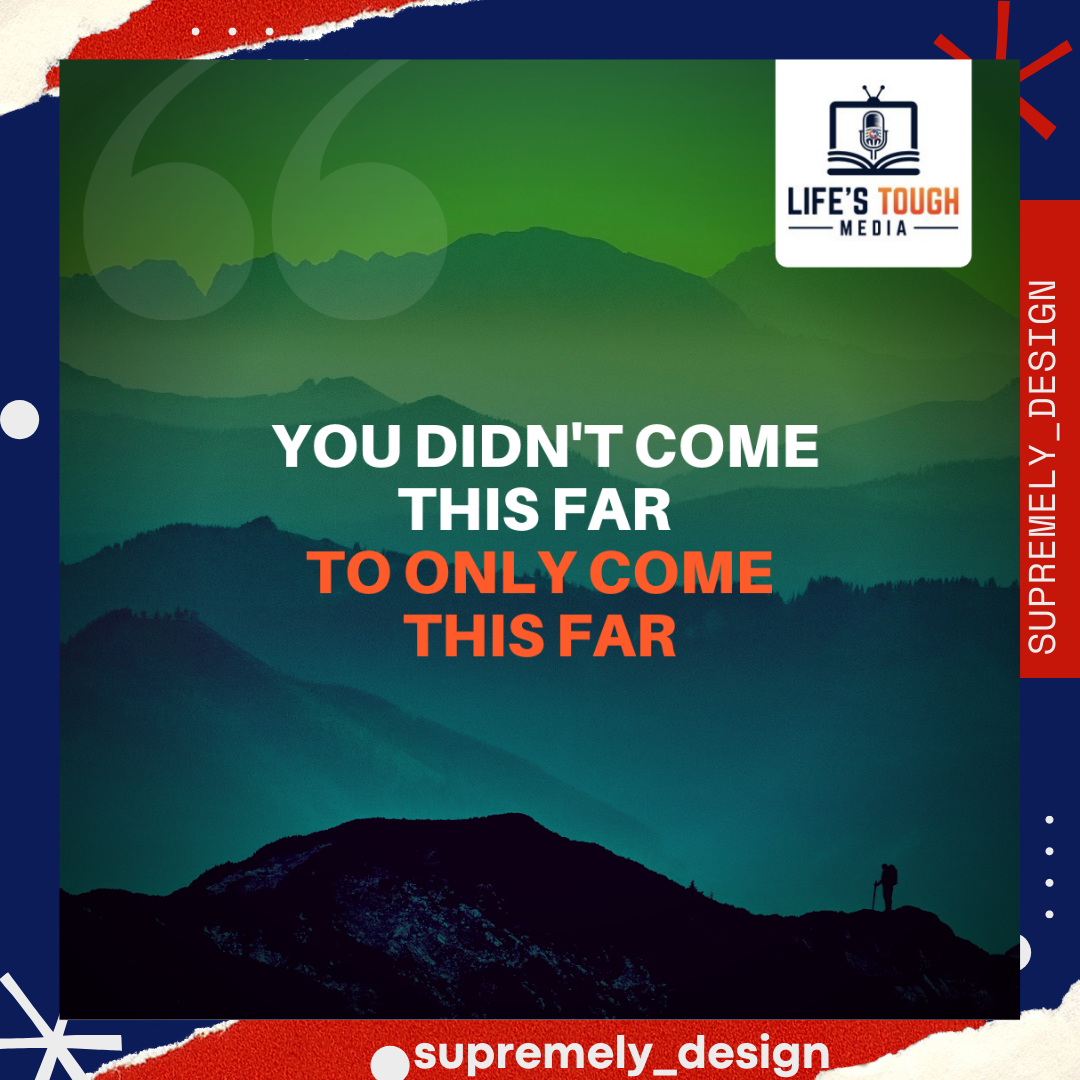 LIFE'S TOUGH
MEDIA
YOU DIDN'T COME
THIS FAR
TO ONLY COME
THIS FAR
SUPREMELY_DESIGN
supremely_design